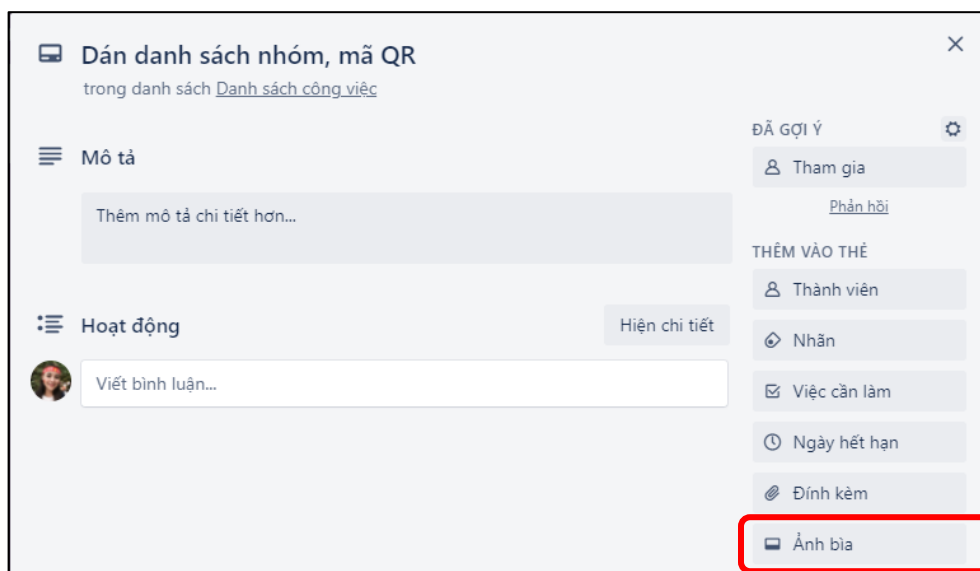 Dán danh sách nhóm, mã QR
trong danh sách Danh sách công việc
Mô tả
Thêm mô tả chi tiết hơn...
Hoạt động
Hiện chi tiết
Viết bình luận...
ĐÃ GỢI Ý
Tham gia
Phản hồi
THÊM VÀO THẺ
Thành viên
Nhãn
Việc cần làm
Ngày hết hạn
Đính kèm
Ảnh bìa